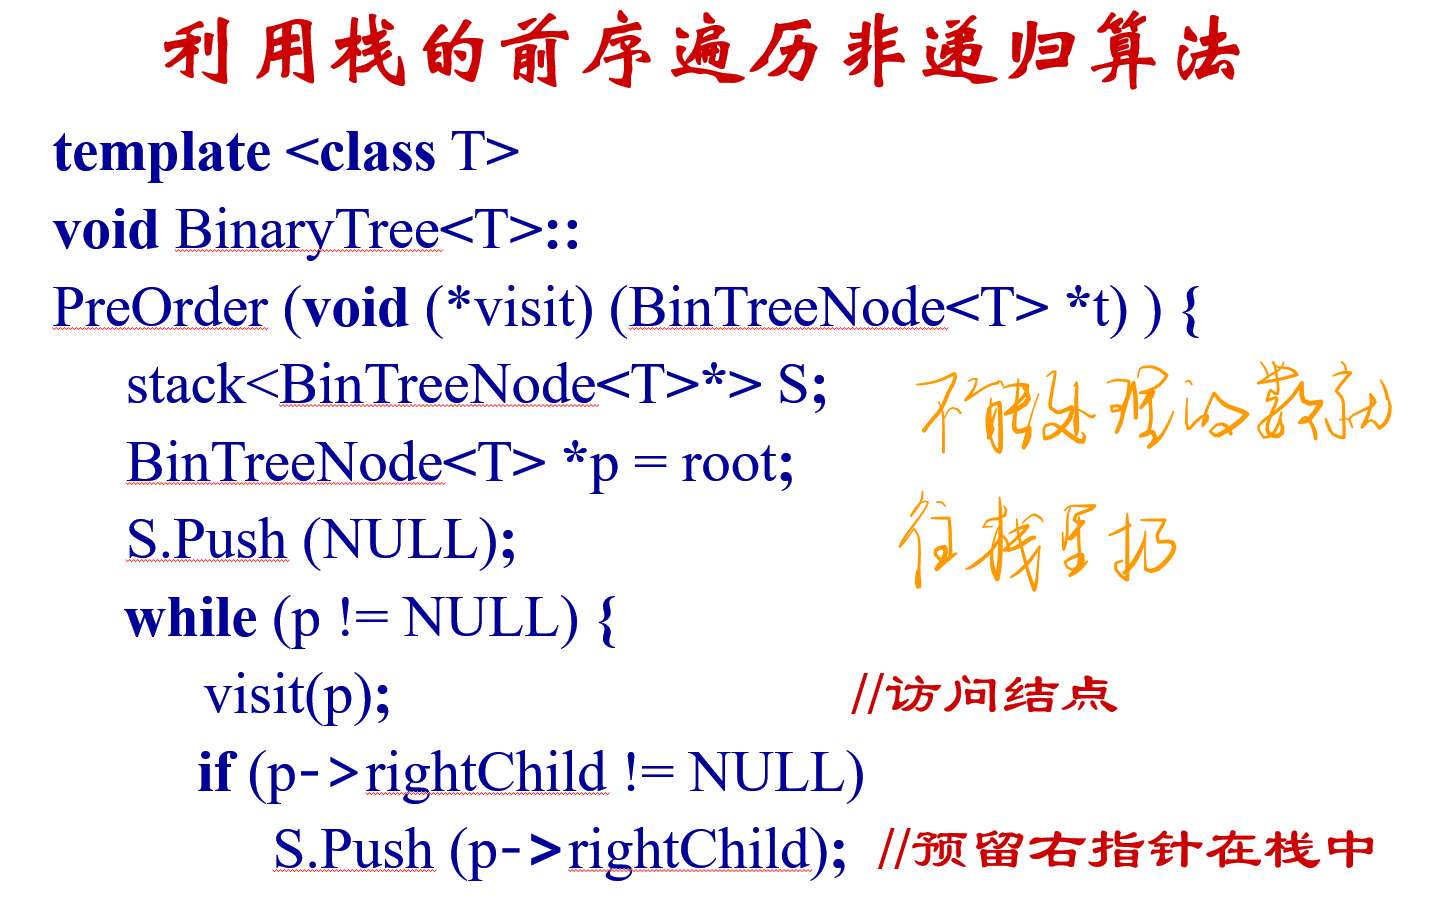 利用栈的前序遍历非递归算法
template <class T>
void BinaryTree<T>::
PreOrder (void (*visit) (BinTreeNode<T> *t) ) {
stack<BinTreeNode<T>*> S;
不能处理的数就
BinTreeNode<T> *p = root;
S.Push (NULL);
往栈里扔
while (p != NULL) {
visit(p); //访问结点
if (p->rightChild != NULL)
S.Push (p->rightChild); //预留右指针在栈中